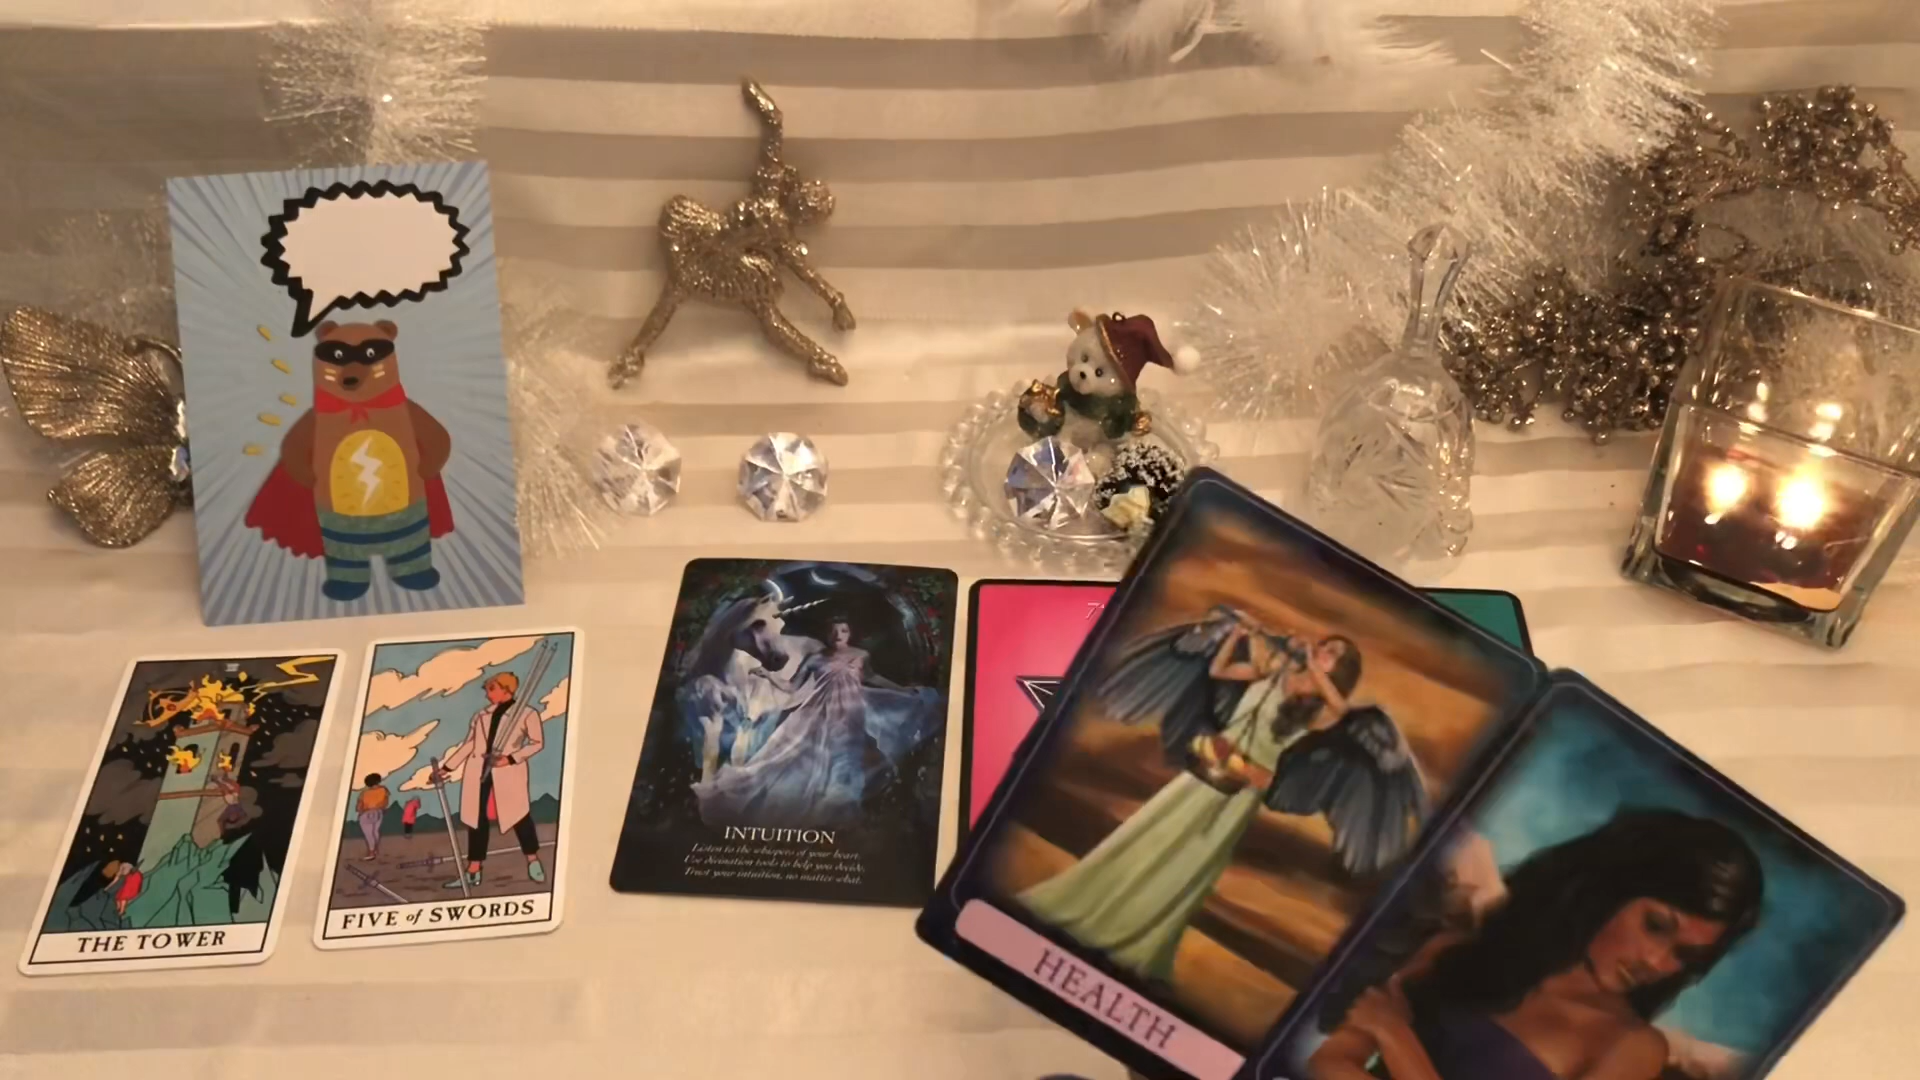 THE TOWER
FIVE of SWORDS
INTUITION
Listen to the whispers of your heart.
Use divination tools to help you decide.
Trust your intuition, no matter what.
HEALTH